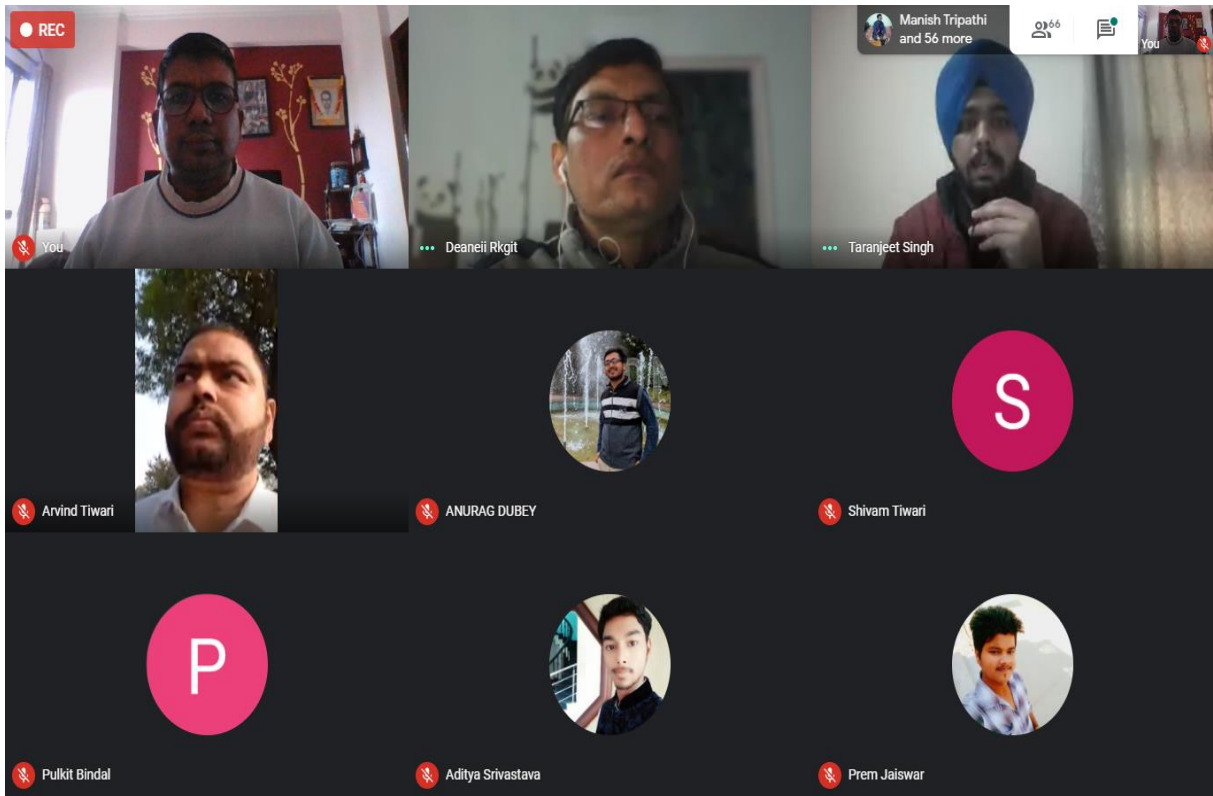 REC
Manish Tripathi
and 56 more
66
You
You
Deaneii Rkgit
Taranjeet Singh
Arvind Tiwari
ANURAG DUBEY
S
Shivam Tiwari
P
Pulkit Bindal
Aditya Srivastava
Prem Jaiswar